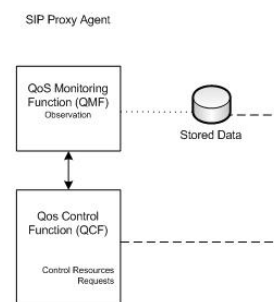 SIP Proxy Agent
QoS Monitoring
Function (QMF)
Observation
Stored Data
Qos Control
Function (QCF)
Control Resources
Requests